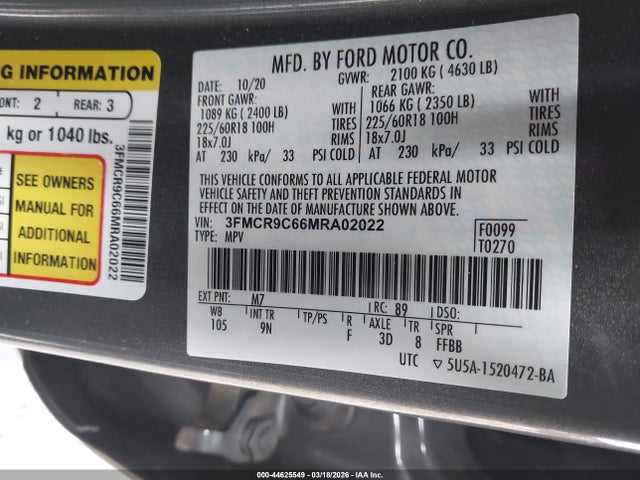 NG INFORMATION
ONT: 2 REAR: 3
kg or 1040 lbs.
SEE OWNERS
MANUAL FOR
ADDITIONAL
INFORMATION
3FMCR9C66MRA02022
MFD. BY FORD MOTOR CO.
DATE: 10/20 GVWR: 2100 KG ( 4630 LB)
FRONT GAWR: REAR GAWR:
1089 KG ( 2400 LB) WITH 1066 KG ( 2350 LB) WITH
225/60R18 100H TIRES 225/60R18 100H TIRES
18x7.0J RIMS 18x7.0J RIMS
AT 230 kPa/ 33 PSI COLD AT 230 kPa/ 33 PSI COLD
THIS VEHICLE CONFORMS TO ALL APPLICABLE FEDERAL MOTOR
VEHICLE SAFETY AND THEFT PREVENTION STANDARDS IN
EFFECT ON THE DATE OF MANUFACTURE SHOWN ABOVE.
VIN: 3FMCR9C66MRA02022 F0099
TYPE: MPV T0270
EXT PNT: M7 RC: 89 DSO:
WB INT TR TP/PS R AXLE TR SPR
105 9N F 3D 8 FFBB
UTC ▽ 5U5A-1520472-BA
000-44625549 - 03/18/2026 - IAA Inc.